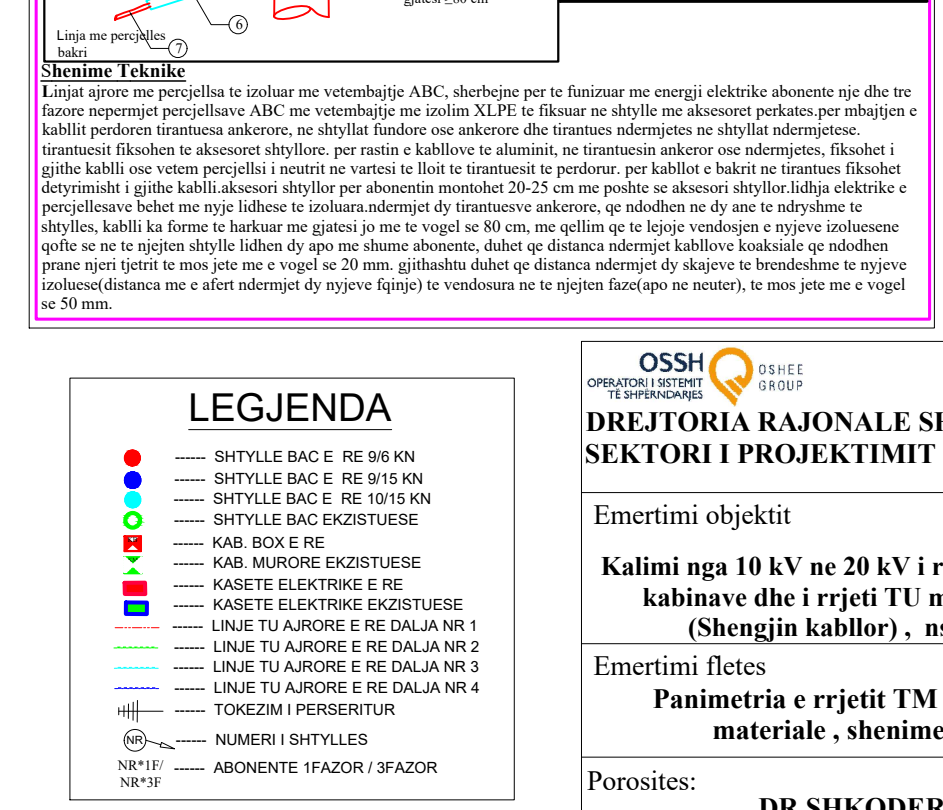 gjatesi ≥80 cm
6
Linja me percjelles
bakri
7
Shenime Teknike
Linjat ajrore me percjellsa te izoluar me vetembajtje ABC, sherbejne per te funizuar me energji elektrike abonente nje dhe tre
fazore nepermjet percjellsave ABC me vetembajtje me izolim XLPE te fiksuar ne shtylle me aksesoret perkates.per mbajtjen e
kabllit perdoren tirantuesa ankerore, ne shtyllat fundore ose ankerore dhe tirantues ndermjetes ne shtyllat ndermjetese.
tirantuesit fiksohen te aksesoret shtyllore. per rastin e kabllove te aluminit, ne tirantuesin ankeror ose ndermjetes, fiksohet i
gjithe kablli ose vetem percjellsi i neutrit ne vartesi te lloit te tirantuesit te perdorur. per kabllot e bakrit ne tirantues fiksohet
detyrimisht i gjithe kablli.aksesori shtyllor per abonentin montohet 20-25 cm me poshte se aksesori shtyllor.lidhja elektrike e
percjellesave behet me nyje lidhese te izoluara.ndermjet dy tirantuesve ankerore, qe ndodhen ne dy ane te ndryshme te
shtylles, kablli ka forme te harkuar me gjatesi jo me te vogel se 80 cm, me qellim qe te lejoje vendosjen e nyjeve izoluesene
qofte se ne te njejten shtylle lidhen dy apo me shume abonente, duhet qe distanca ndermjet kabllove koaksiale qe ndodhen
prane njeri tjetrit te mos jete me e vogel se 20 mm. gjithashtu duhet qe distanca ndermjet dy skajeve te brendeshme te nyjeve
izoluese(distanca me e afert ndermjet dy nyjeve fqinje) te vendosura ne te njejten faze(apo ne neuter), te mos jete me e vogel
se 50 mm.
LEGJENDA
------ SHTYLLE BAC E RE 9/6 KN
------ SHTYLLE BAC E RE 9/15 KN
------ SHTYLLE BAC E RE 10/15 KN
------ SHTYLLE BAC EKZISTUESE
------ KAB. BOX E RE
------ KAB. MURORE EKZISTUESE
------ KASETE ELEKTRIKE E RE
------ KASETE ELEKTRIKE EKZISTUESE
------ LINJE TU AJRORE E RE DALJA NR 1
------ LINJE TU AJRORE E RE DALJA NR 2
------ LINJE TU AJRORE E RE DALJA NR 3
------ LINJE TU AJRORE E RE DALJA NR 4
------ TOKEZIM I PERSERITUR
NR ------ NUMERI I SHTYLLES
NR*1F/ ------ ABONENTE 1FAZOR / 3FAZOR
NR*3F
OSSH
OPERATORI I SISTEMIT
TË SHPËRNDARJES
OSHEE
GROUP
DREJTORIA RAJONALE
SEKTORI I PROJEKTIMIT
Emertimi objektit
Kalimi nga 10 kV ne 20 kV i
kabinave dhe i rrjeti TU
(Shengjin kabllor) ,
Emertimi fletes
Panimetria e rrjetit TM
materiale , shenime
Porosites:
DR SHKODER